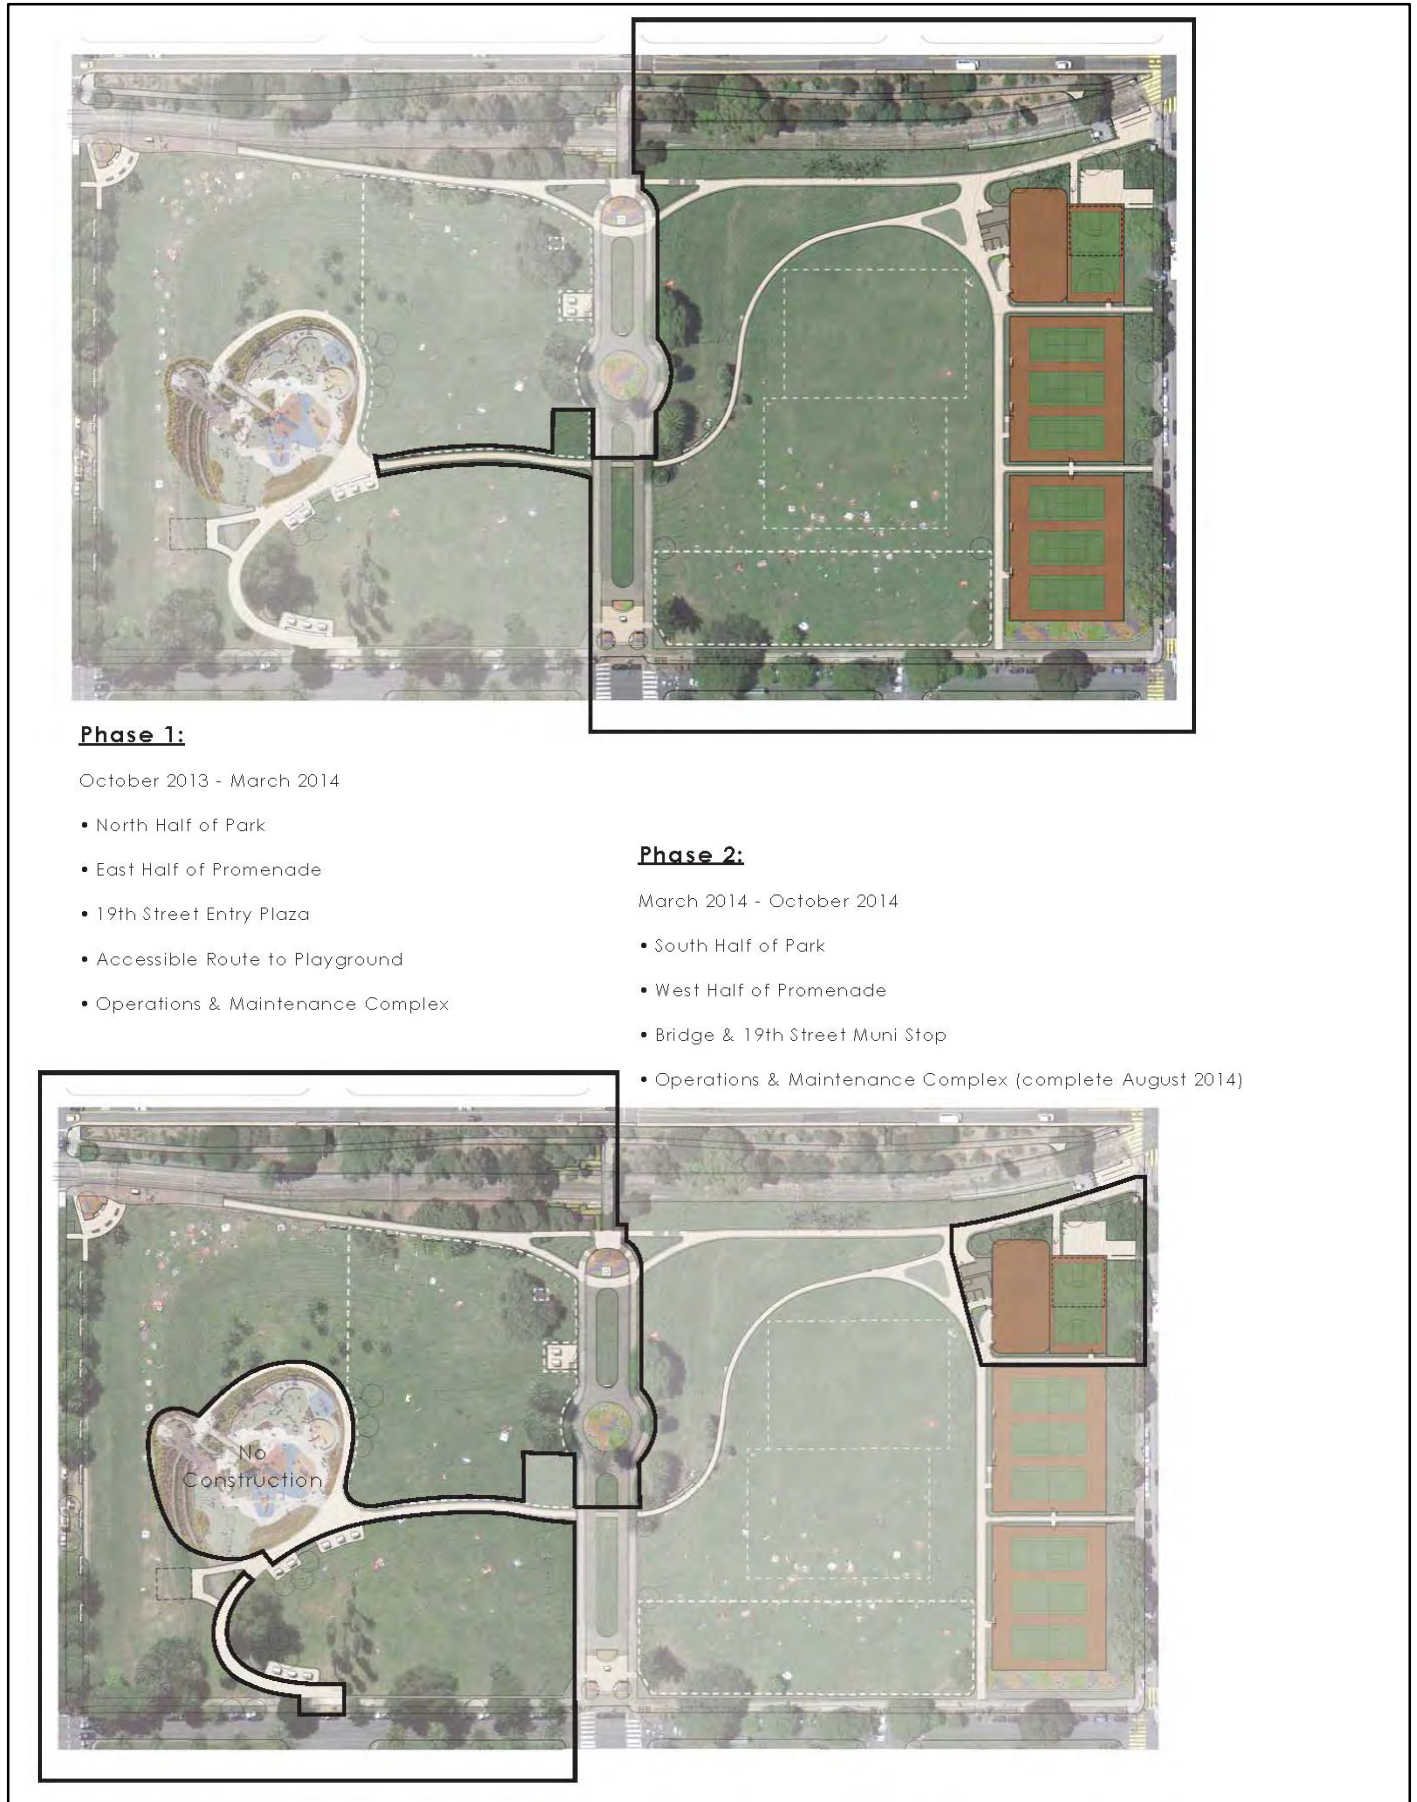 Phase 1:
October 2013 - March 2014
• North Half of Park
• East Half of Promenade
• 19th Street Entry Plaza
• Accessible Route to Playground
• Operations & Maintenance Complex
Phase 2:
March 2014 - October 2014
• South Half of Park
• West Half of Promenade
• Bridge & 19th Street Muni Stop
• Operations & Maintenance Complex (complete August 2014)
No
Construction